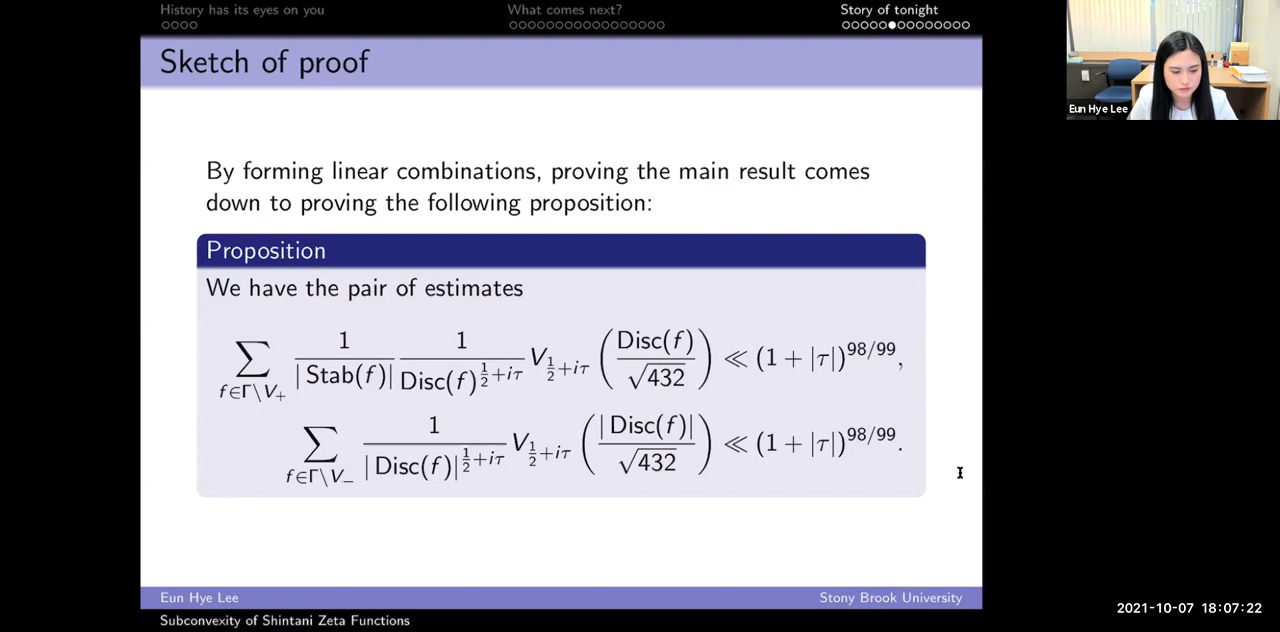 History has its eyes on you What comes next? Story of tonight
Sketch of proof
Eun Hye Lee
By forming linear combinations, proving the main result comes
down to proving the following proposition:
Proposition
We have the pair of estimates
∑_{f∈Γ\V₊} 1/|Stab(f)| 1/Disc(f)^{1/2+iτ} V_{1/2+iτ} (Disc(f)/√432) ≪ (1 + |τ|)^{98/99},
∑_{f∈Γ\V₋} 1/|Disc(f)|^{1/2+iτ} V_{1/2+iτ} (|Disc(f)|/√432) ≪ (1 + |τ|)^{98/99}.
Eun Hye Lee Stony Brook University
Subconvexity of Shintani Zeta Functions
2021-10-07 18:07:22